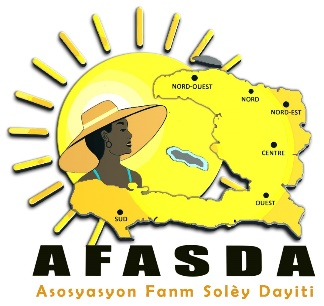 NORD-OUEST
NORD
NORD-EST
CENTRE
OUEST
SUD
AFASDA
Asosyasyon Fanm Solèy Dayiti